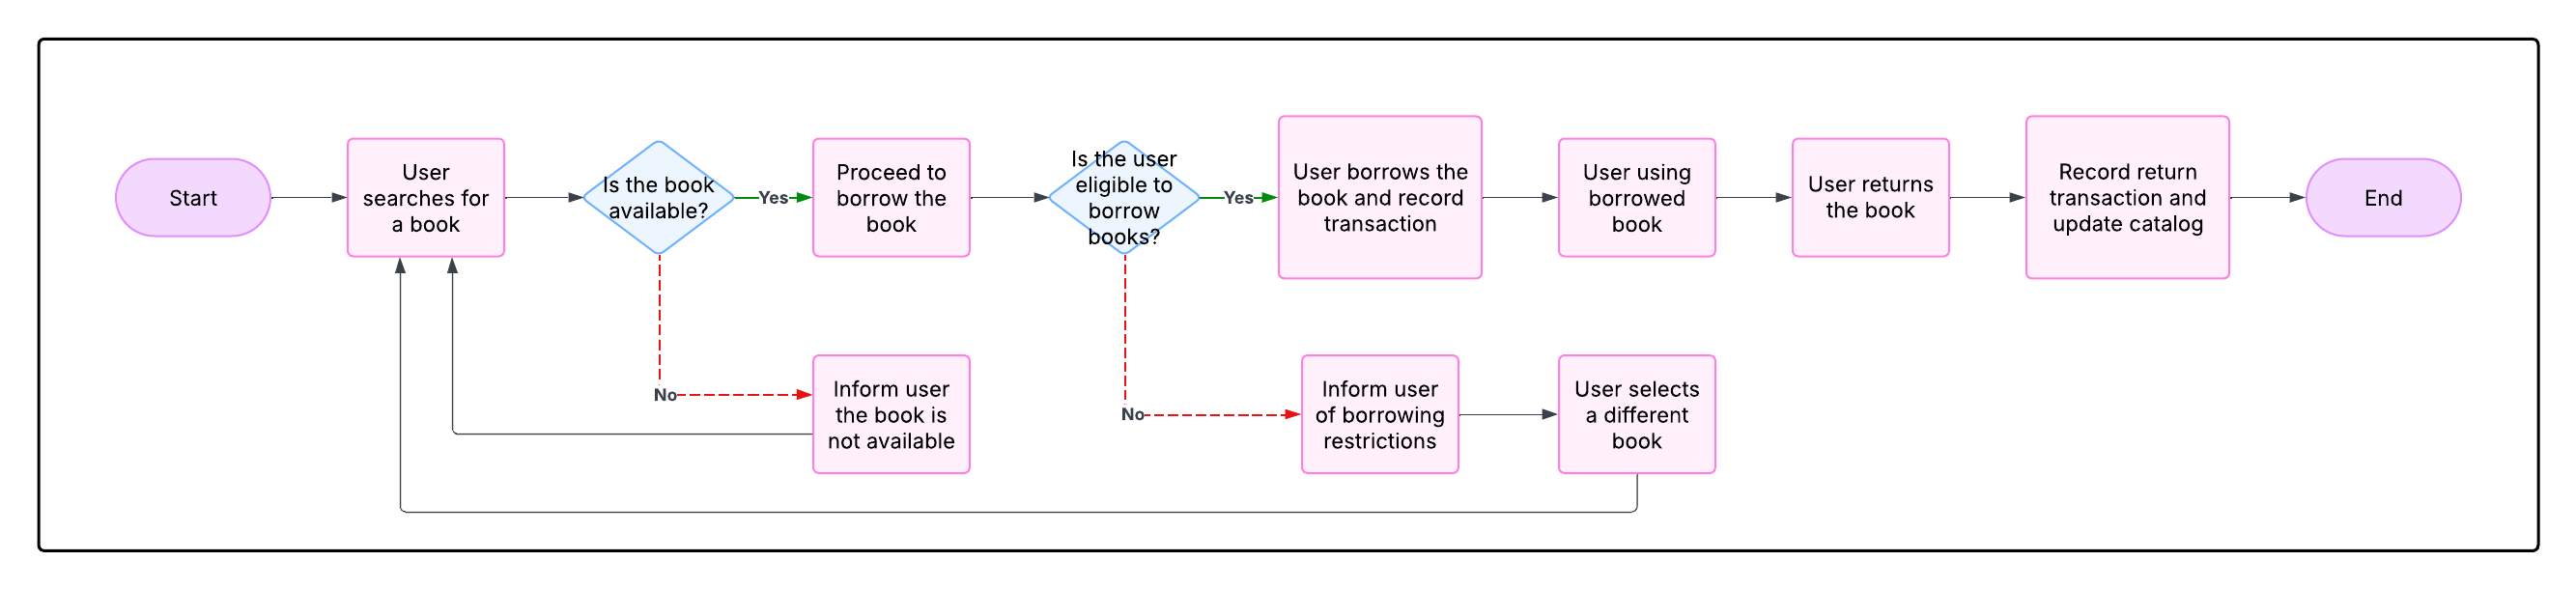 Start
User
searches for
a book
Is the book
available?
Yes
Proceed to
borrow the
book
Is the user
eligible to
borrow
books?
Yes
User borrows the
book and record
transaction
User using
borrowed
book
User returns
the book
Record return
transaction and
update catalog
End
No
Inform user
the book is
not available
No
Inform user
of borrowing
restrictions
User selects
a different
book